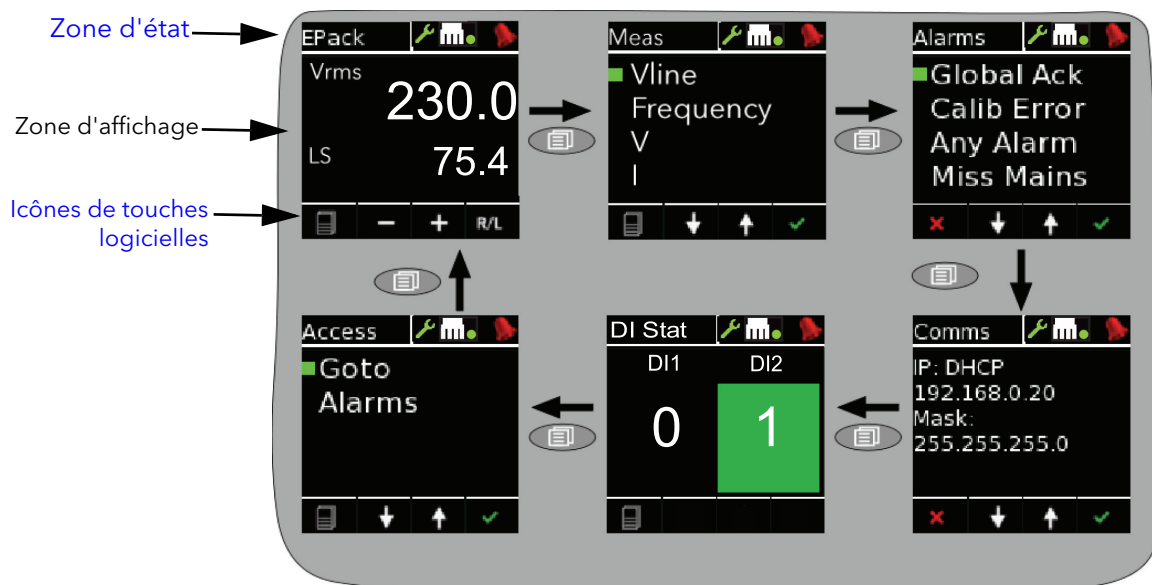 Zone d'état
Zone d'affichage
Icônes de touches
logicielles
EPack
Vrms
230.0
LS
75.4
R/L
Meas
Vline
Frequency
V
I
Alarms
Global Ack
Calib Error
Any Alarm
Miss Mains
Access
Goto
Alarms
DI Stat
DI1 DI2
0 1
Comms
IP: DHCP
192.168.0.20
Mask:
255.255.255.0